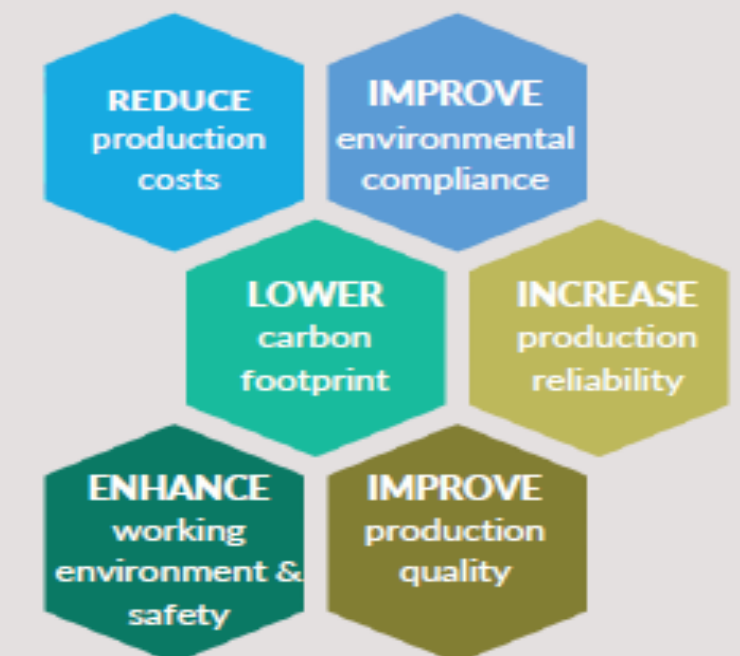 REDUCE
production
costs
IMPROVE
environmental
compliance
LOWER
carbon
footprint
INCREASE
production
reliability
ENHANCE
working
environment &
safety
IMPROVE
production
quality